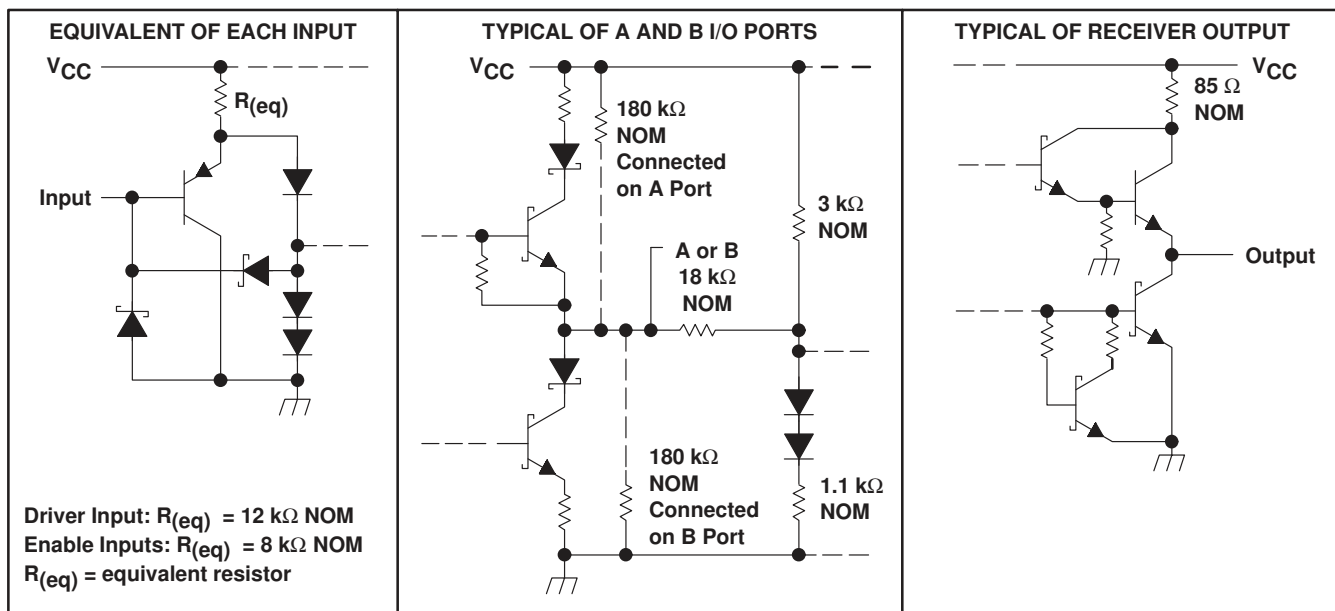 EQUIVALENT OF EACH INPUT
VCC
R(eq)
Input
Driver Input: R(eq) = 12 kΩ NOM
Enable Inputs: R(eq) = 8 kΩ NOM
R(eq) = equivalent resistor
TYPICAL OF A AND B I/O PORTS
VCC
180 kΩ
NOM
Connected
on A Port
3 kΩ
NOM
A or B
18 kΩ
NOM
180 kΩ
NOM
Connected
on B Port
1.1 kΩ
NOM
TYPICAL OF RECEIVER OUTPUT
VCC
85 Ω
NOM
Output